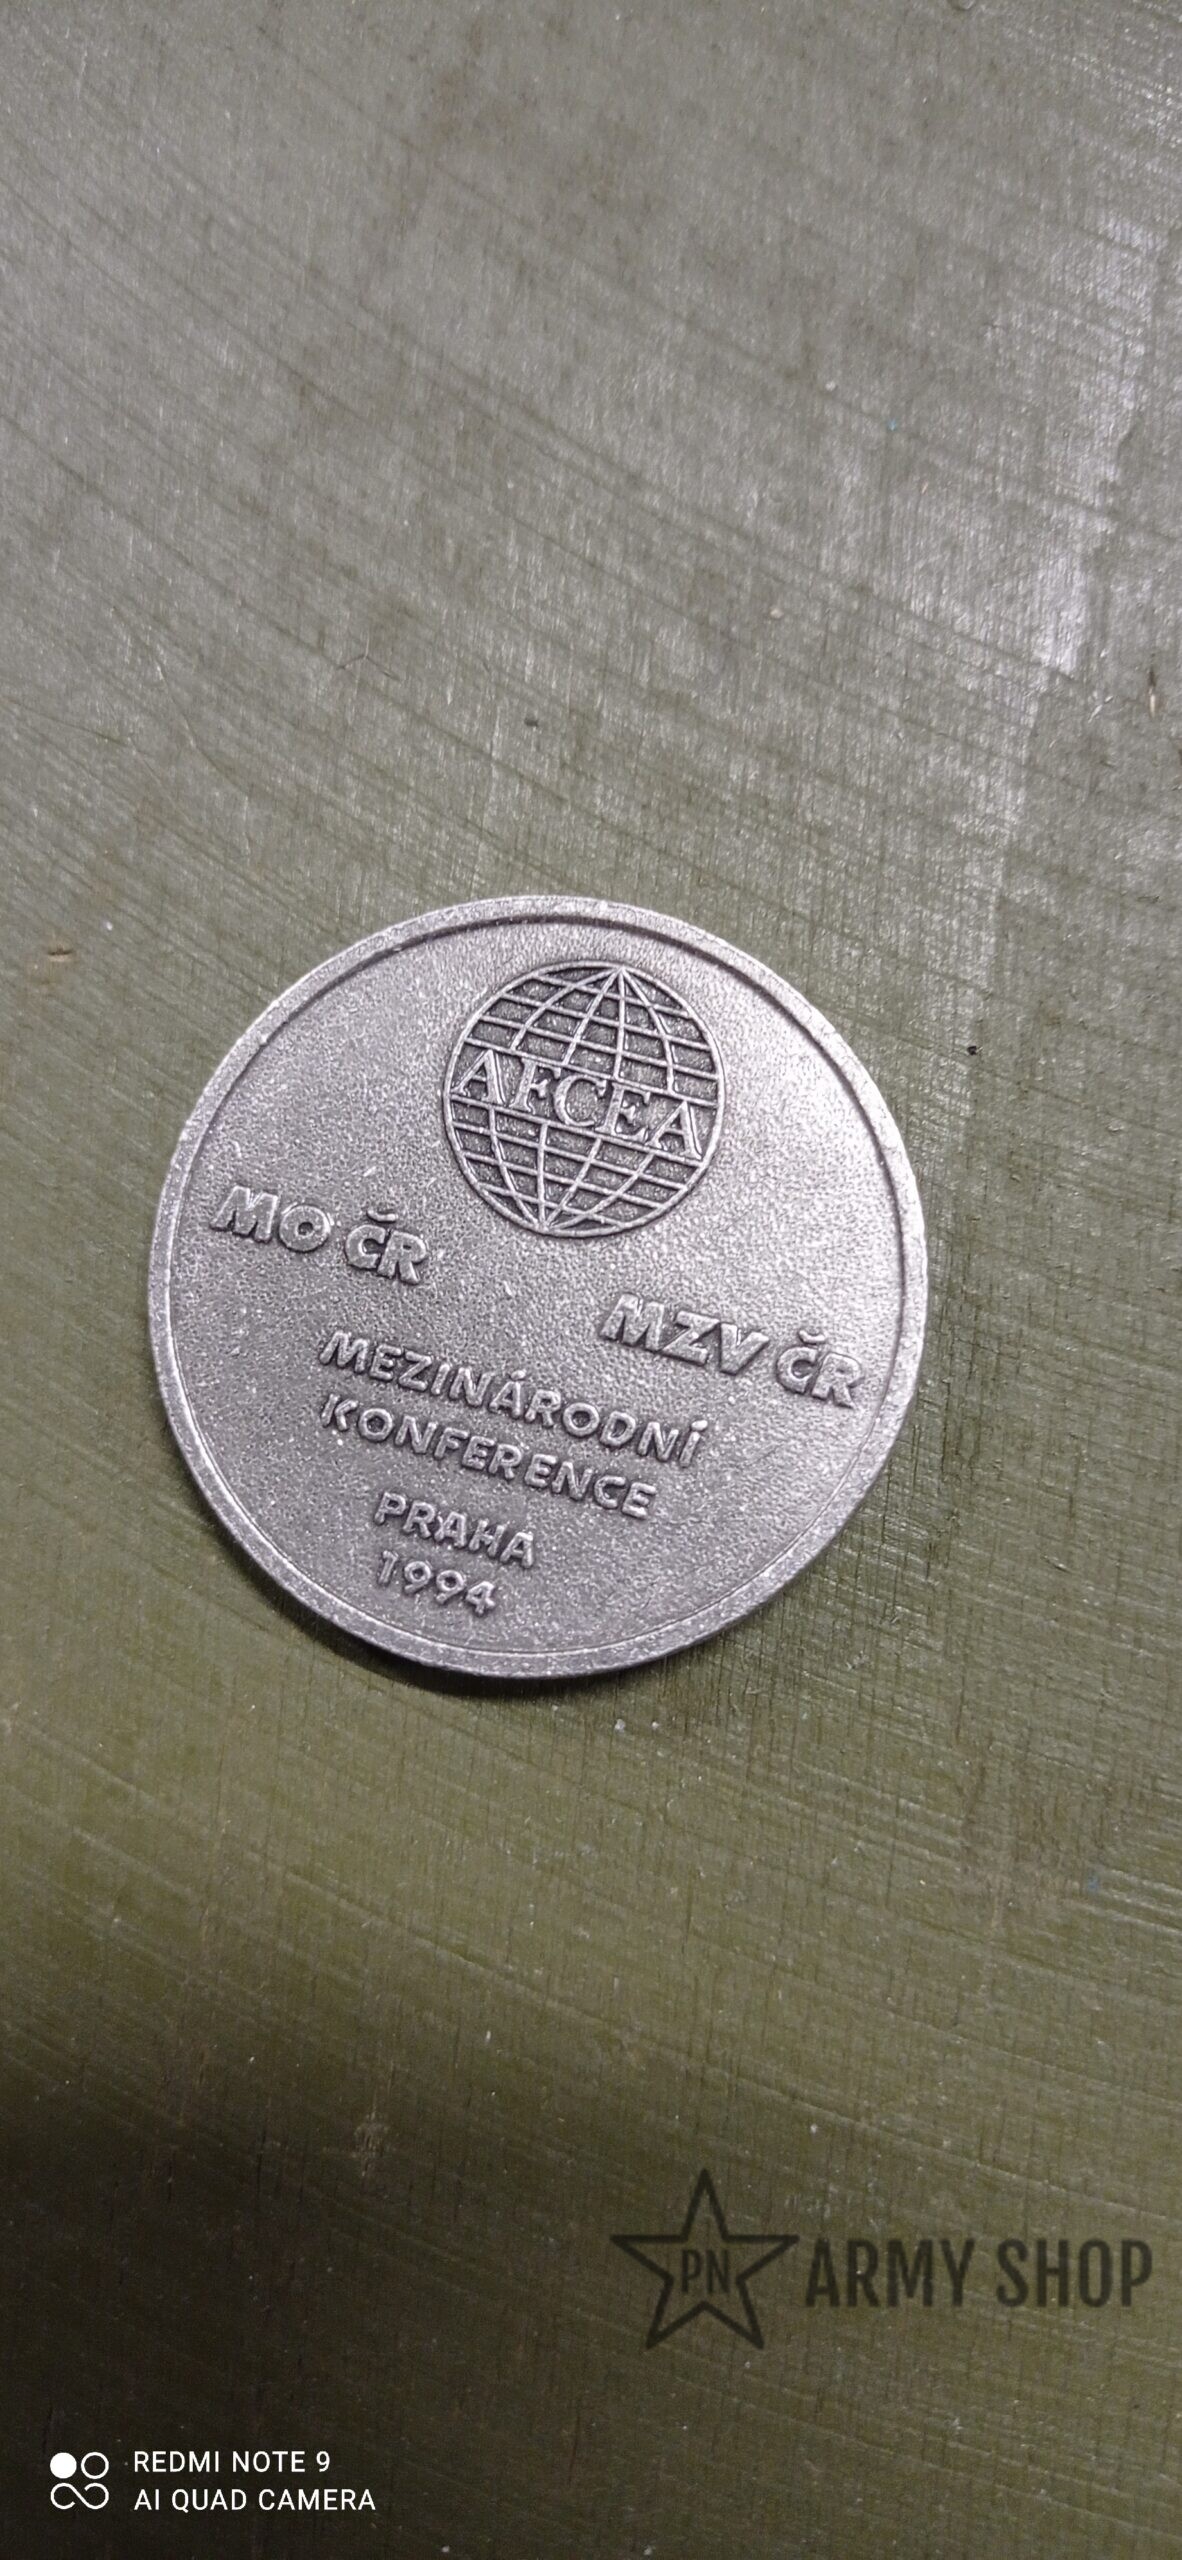 AFCEA
MO ČR
MZV ČR
MEZINÁRODNÍ
KONFERENCE
PRAHA
1994
PN ARMY SHOP
REDMI NOTE 9
AI QUAD CAMERA